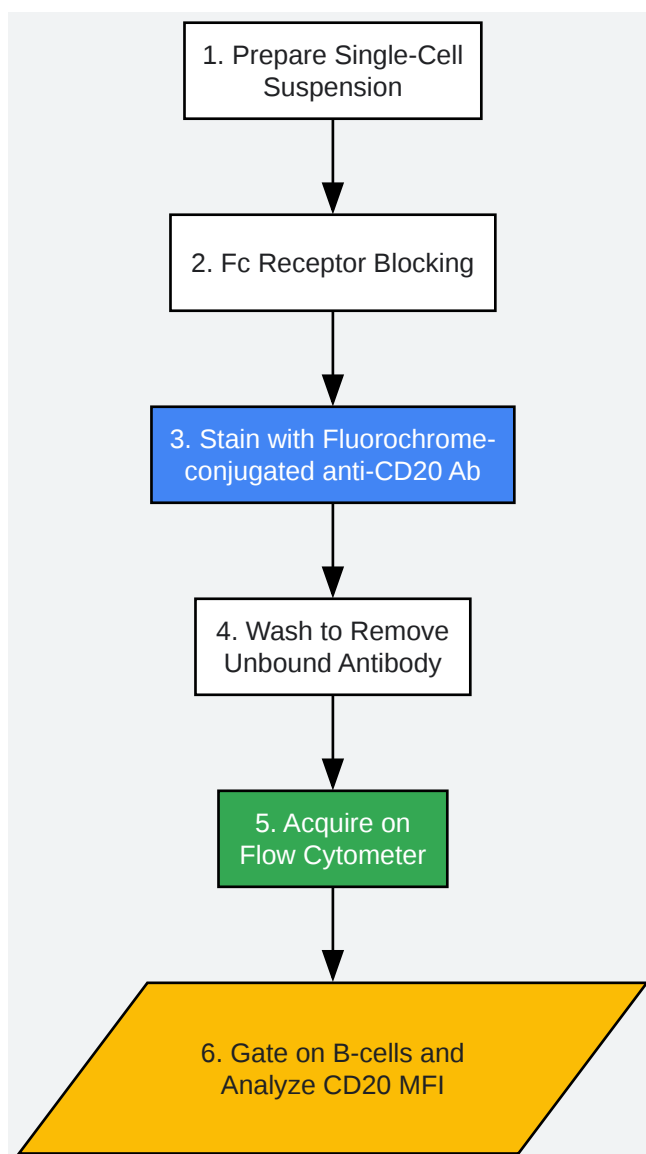 1. Prepare Single-Cell
Suspension
2. Fc Receptor Blocking
3. Stain with Fluorochrome-
conjugated anti-CD20 Ab
4. Wash to Remove
Unbound Antibody
5. Acquire on
Flow Cytometer
6. Gate on B-cells and
Analyze CD20 MFI